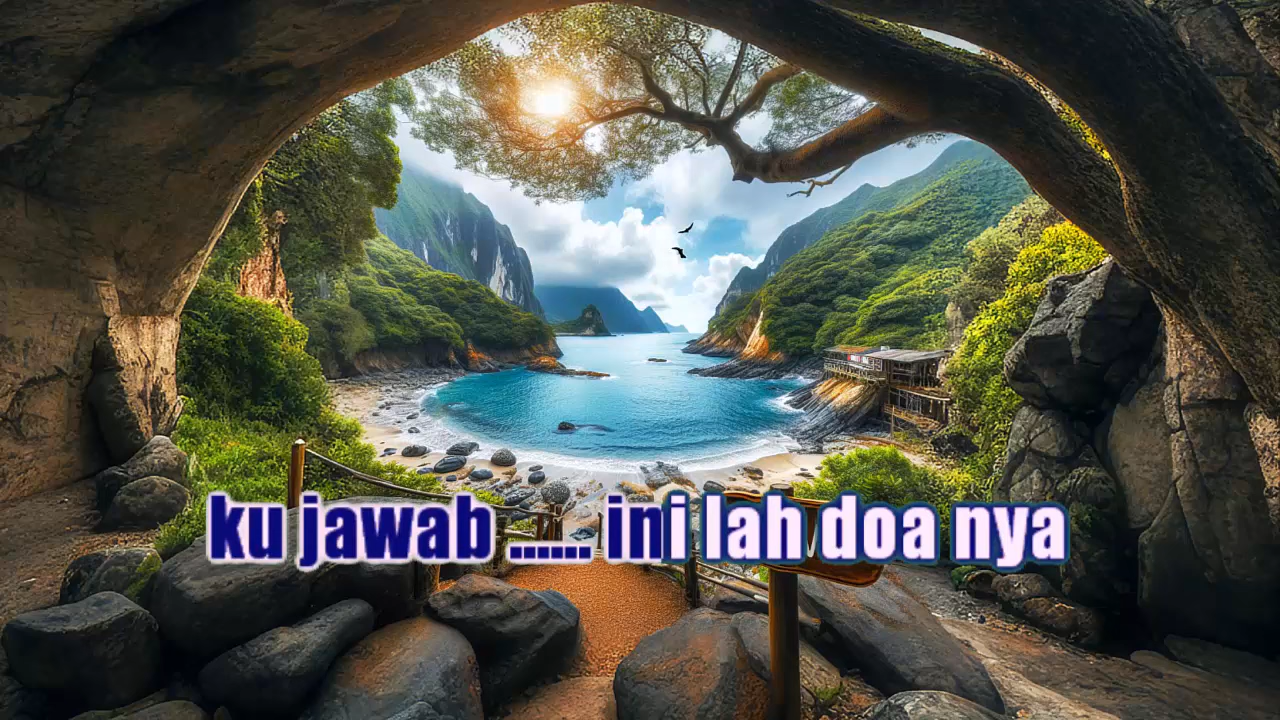 ku jawab ...... ini lah doa nya